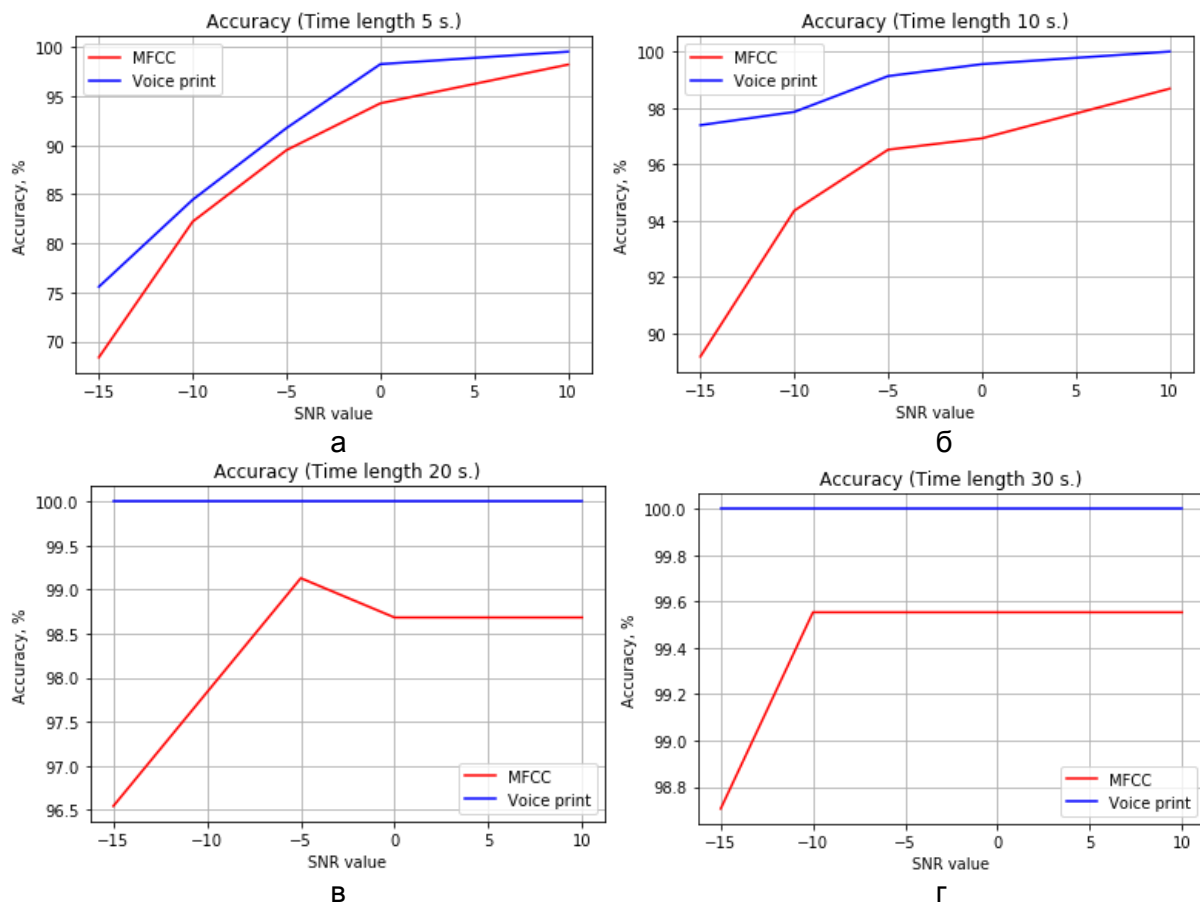 Accuracy (Time length 5 s.)
100
95
90
85
80
75
70
Accuracy, %
MFCC
Voice print
−15
−10
−5
0
5
10
SNR value
а
Accuracy (Time length 10 s.)
100
98
96
94
92
90
Accuracy, %
MFCC
Voice print
−15
−10
−5
0
5
10
SNR value
б
Accuracy (Time length 20 s.)
100.0
99.5
99.0
98.5
98.0
97.5
97.0
96.5
Accuracy, %
MFCC
Voice print
−15
−10
−5
0
5
10
SNR value
в
Accuracy (Time length 30 s.)
100.0
99.8
99.6
99.4
99.2
99.0
98.8
Accuracy, %
MFCC
Voice print
−15
−10
−5
0
5
10
SNR value
г